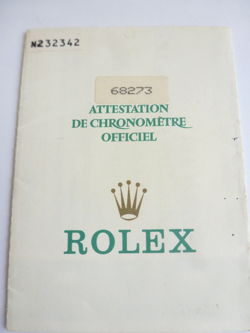 N232342
68273
ATTESTATION
DE CHRONOMÈTRE
OFFICIEL
ROLEX